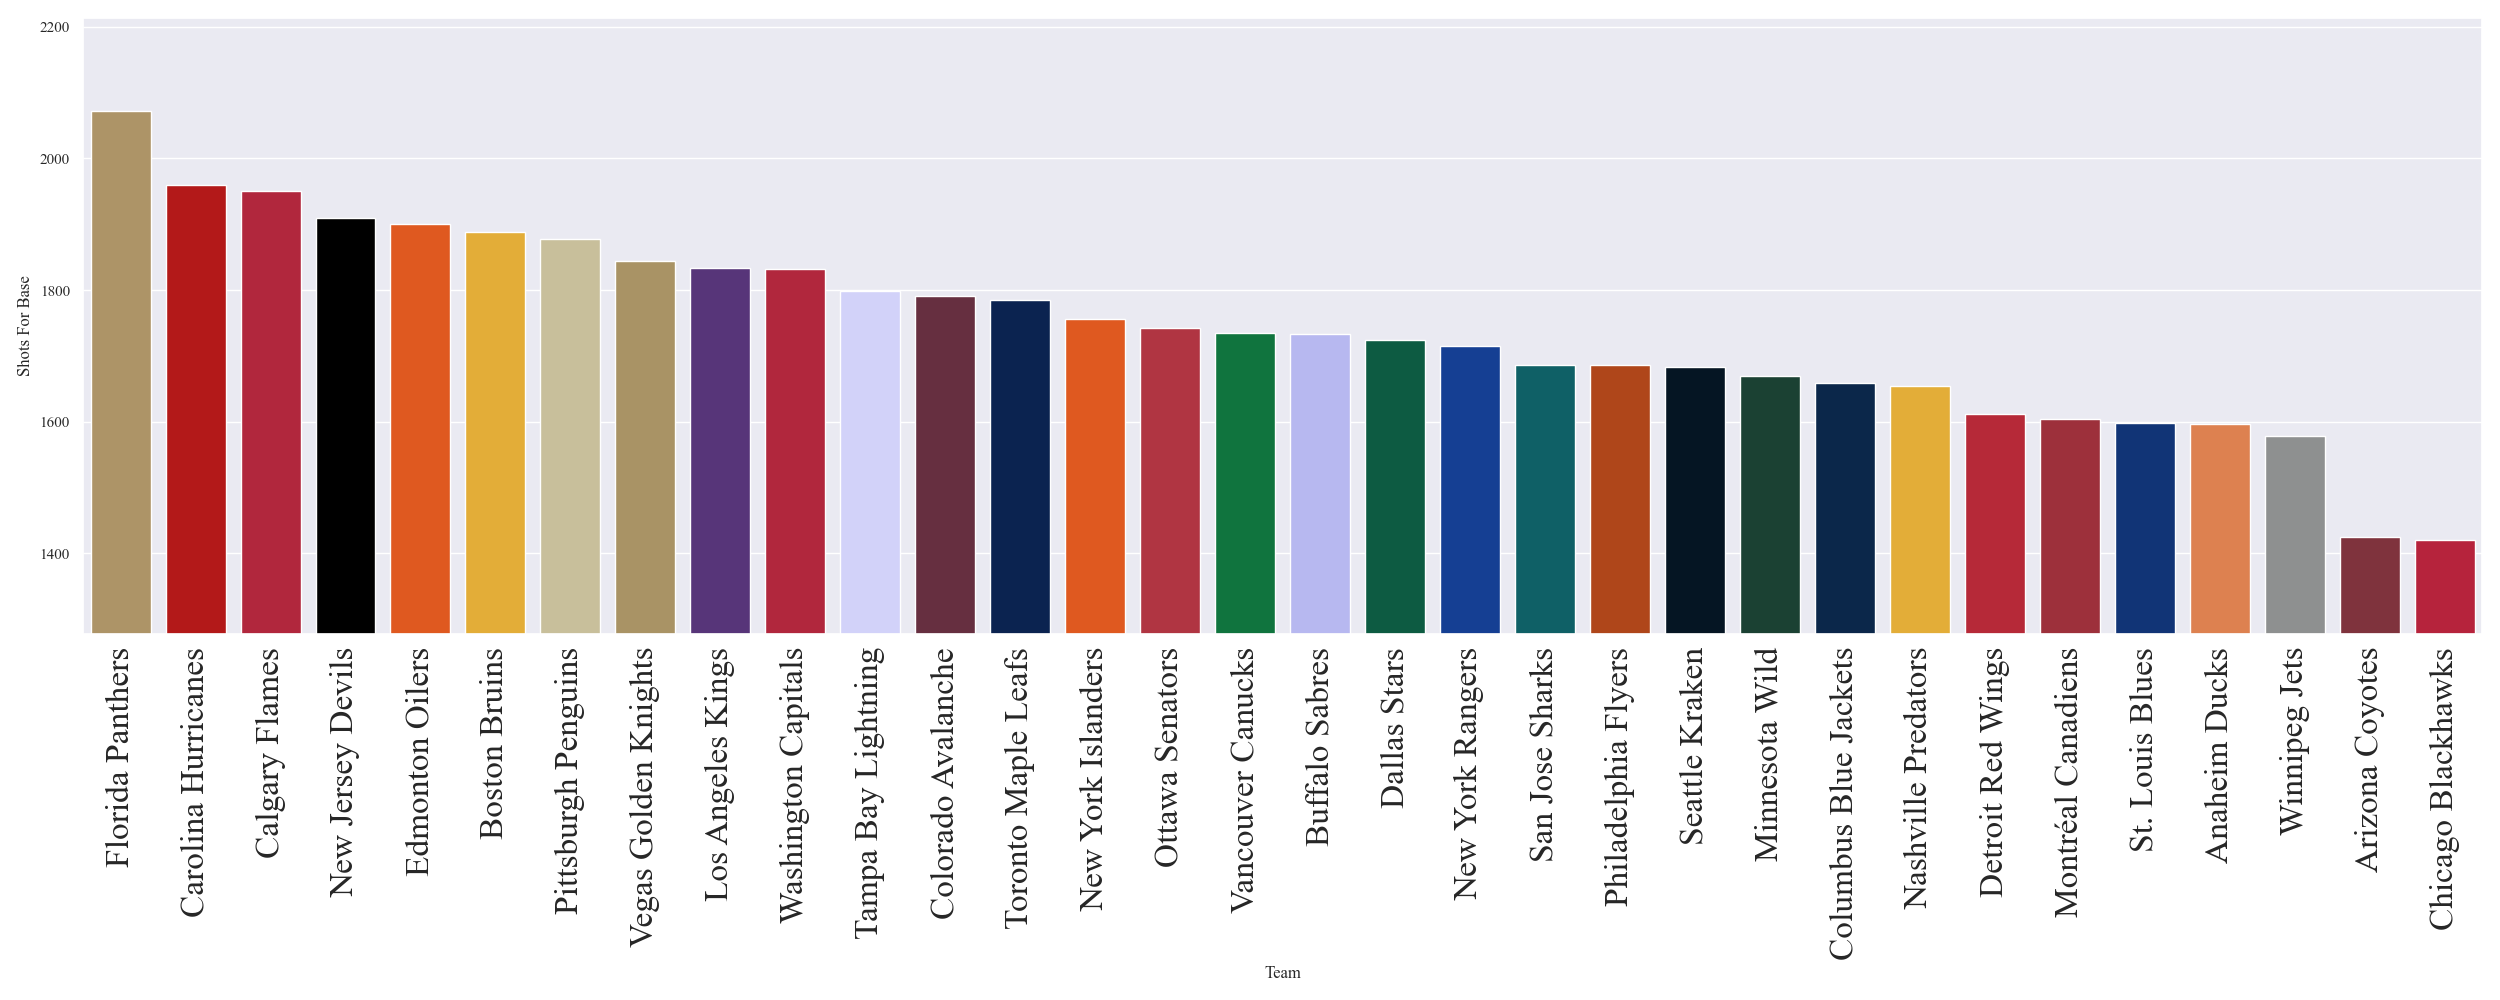 2200
2000
1800
1600
1400
Shots For Base
Florida Panthers
Carolina Hurricanes
Calgary Flames
New Jersey Devils
Edmonton Oilers
Boston Bruins
Pittsburgh Penguins
Vegas Golden Knights
Los Angeles Kings
Washington Capitals
Tampa Bay Lightning
Colorado Avalanche
Toronto Maple Leafs
New York Islanders
Ottawa Senators
Vancouver Canucks
Buffalo Sabres
Dallas Stars
New York Rangers
San Jose Sharks
Philadelphia Flyers
Seattle Kraken
Minnesota Wild
Columbus Blue Jackets
Nashville Predators
Detroit Red Wings
Montréal Canadiens
St. Louis Blues
Anaheim Ducks
Winnipeg Jets
Arizona Coyotes
Chicago Blackhawks
Team